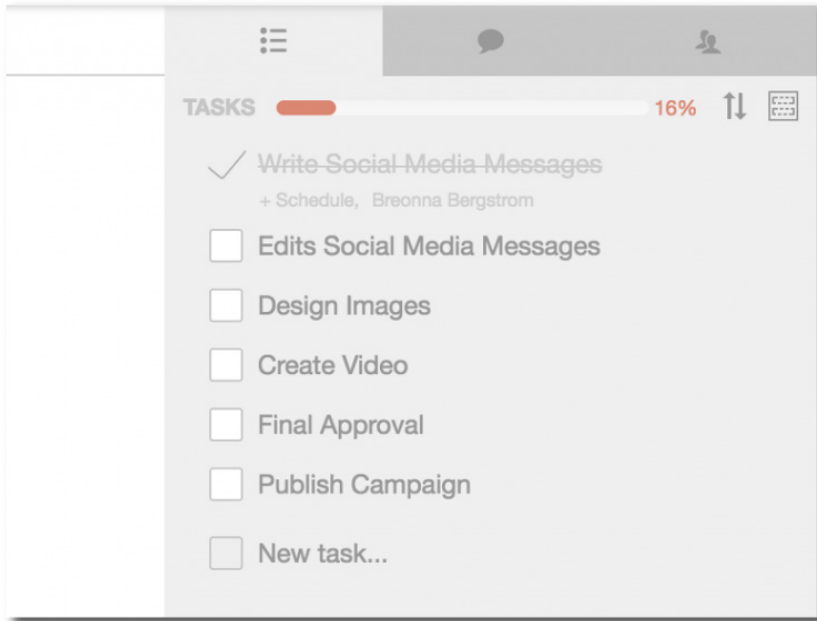 TASKS 16%
Write Social Media Messages
+ Schedule, Breonna Bergstrom
Edits Social Media Messages
Design Images
Create Video
Final Approval
Publish Campaign
New task...